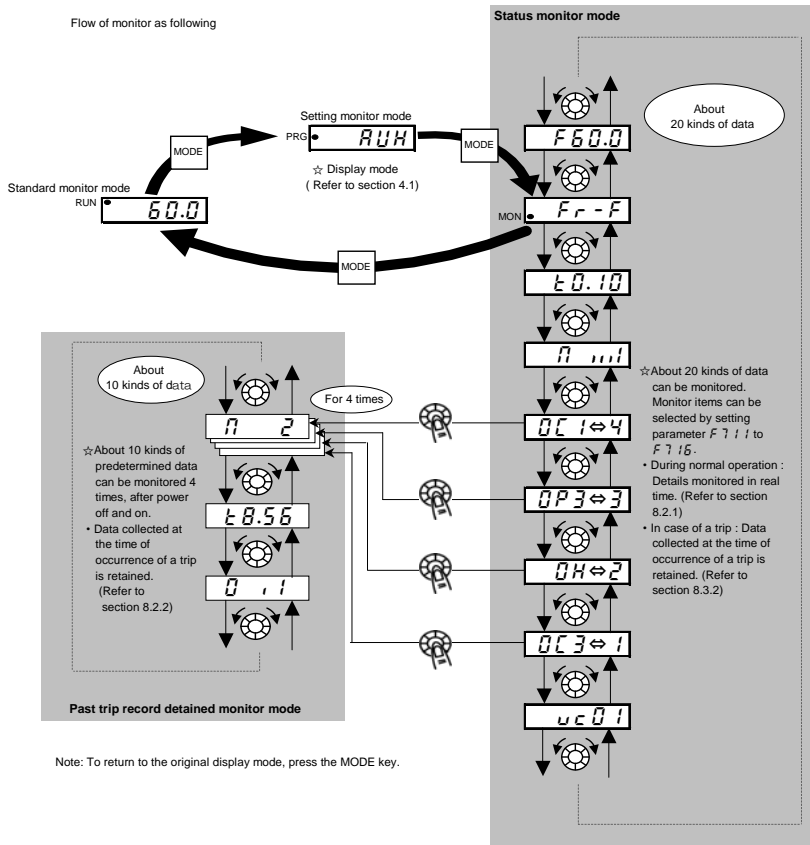 Flow of monitor as following
Status monitor mode
Setting monitor mode
PRG
AUH
MODE
MODE
☆ Display mode
( Refer to section 4.1)
Standard monitor mode
RUN
60.0
MODE
About
20 kinds of data
F60.0
MON
Fr-F
t0.10
☆About 20 kinds of data
can be monitored.
Monitor items can be
selected by setting
parameter F711 to
F716.
• During normal operation :
Details monitored in real
time. (Refer to section
8.2.1)
• In case of a trip : Data
collected at the time of
occurrence of a trip is
retained. (Refer to
section 8.3.2)
OC1⇔4
OP3⇔3
OH⇔2
OC3⇔1
uc01
About
10 kinds of data
For 4 times
n 2
☆About 10 kinds of
predetermined data
can be monitored 4
times, after power
off and on.
• Data collected at
the time of
occurrence of a trip
is retained.
(Refer to
section 8.2.2)
t8.56
Past trip record detained monitor mode
Note: To return to the original display mode, press the MODE key.